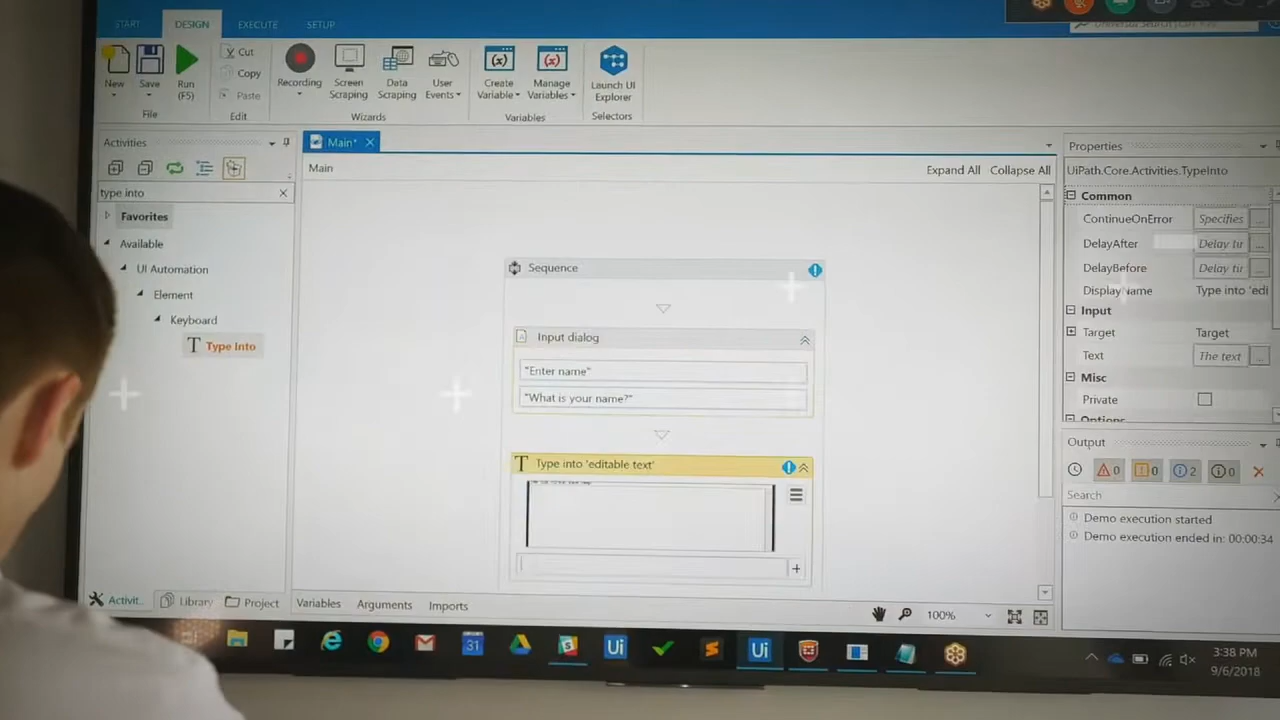 START DESIGN EXECUTE SETUP
New Save Run (F5) Cut Copy Paste Recording Screen Scraping Data Scraping User Events Create Variable Manage Variables Launch UI Explorer
File Edit Wizards Variables Selectors
Activities
type into
Favorites
Available
UI Automation
Element
Keyboard
T Type Into
Activit.. Library Project
Main*
Main Expand All Collapse All
Sequence
Input dialog
"Enter name"
"What is your name?"
T Type into 'editable text'
Variables Arguments Imports 100%
Properties
UiPath.Core.Activities.TypeInto
Common
ContinueOnError Specifies ...
DelayAfter Delay tir ...
DelayBefore Delay tir ...
DisplayName Type into 'edi
Input
Target Target
Text The text ...
Misc
Private
Options
Output
0 0 2 0
Search
Demo execution started
Demo execution ended in: 00:00:34
31 Ui Ui
3:38 PM
9/6/2018